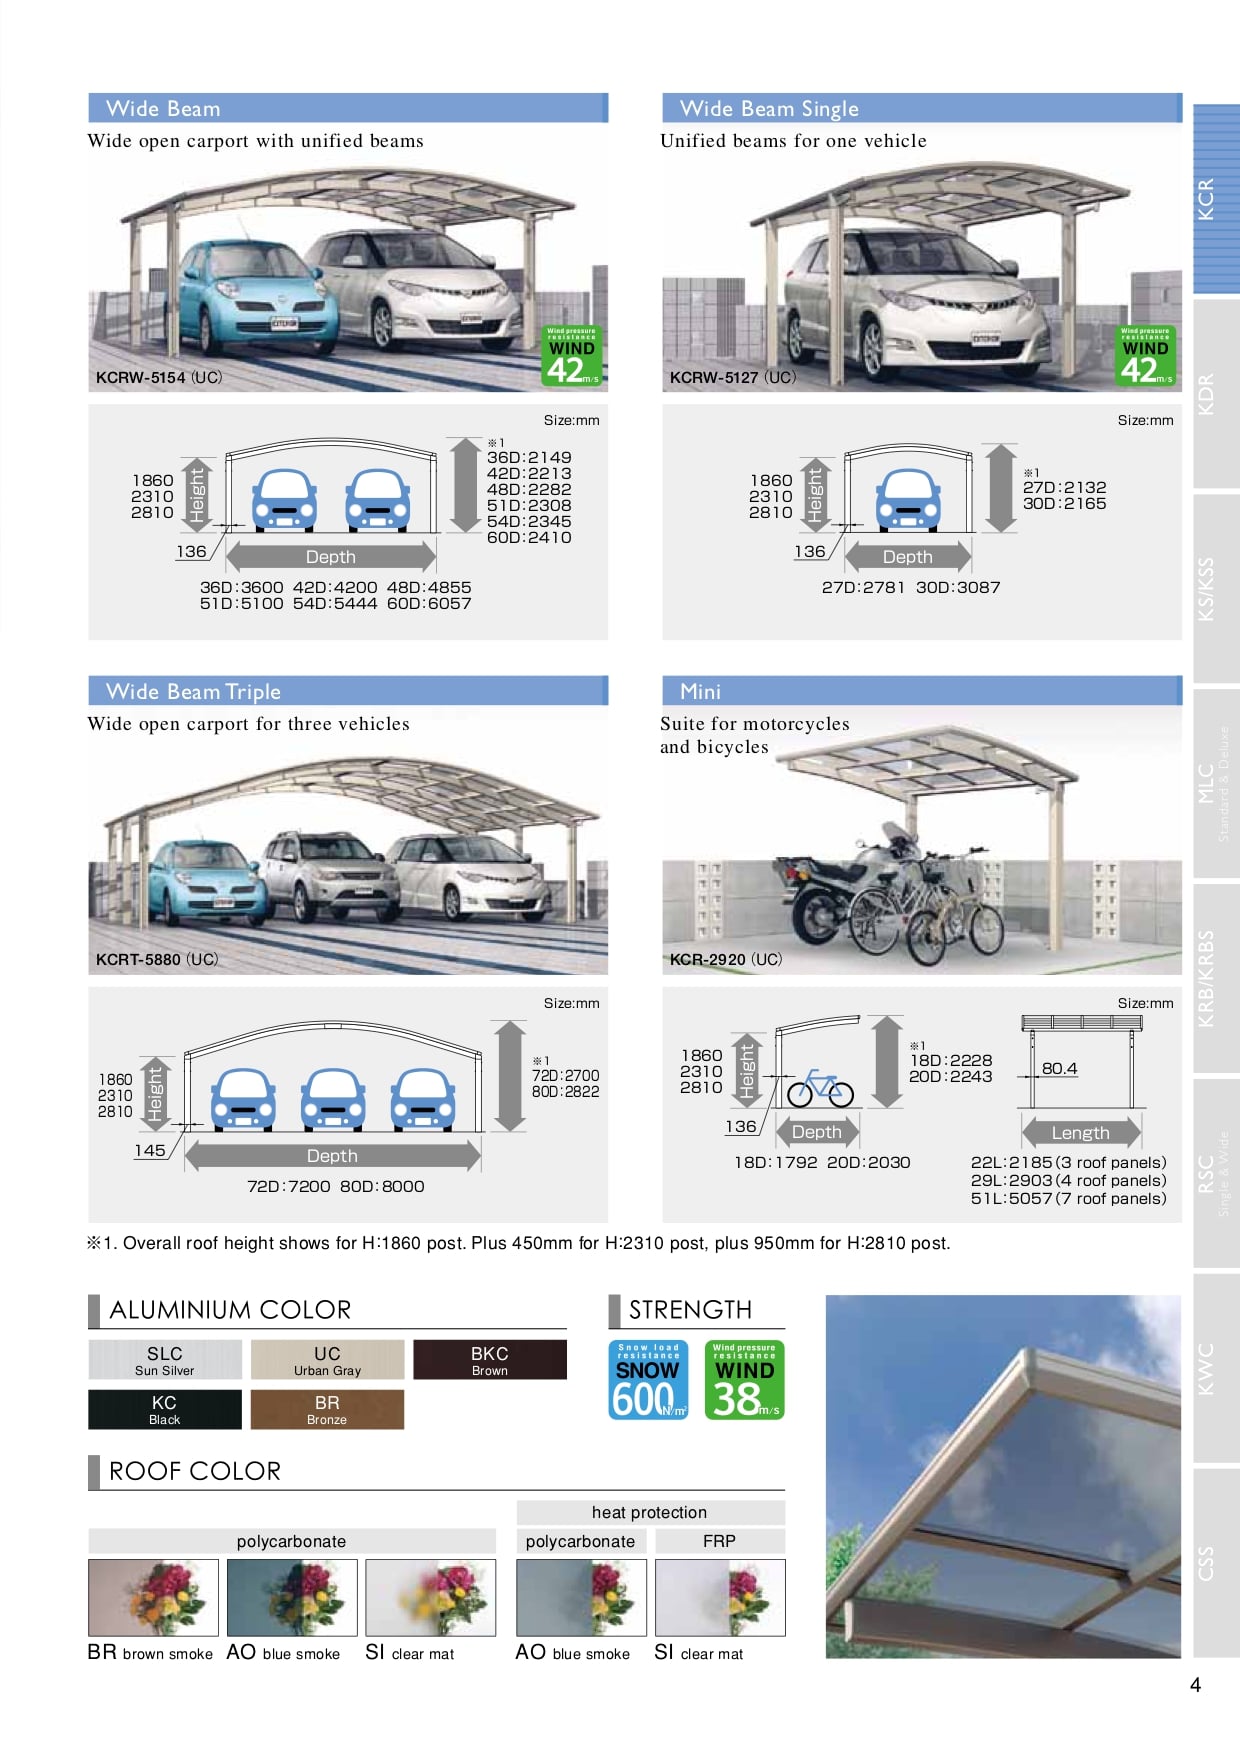 Wide Beam
Wide open carport with unified beams
Wind pressure
resistance
WIND
42m/s
KCRW-5154 (UC)
Size:mm
※1
36D:2149
42D:2213
48D:2282
51D:2308
54D:2345
60D:2410
1860
2310
2810
Height
136
Depth
36D:3600 42D:4200 48D:4855
51D:5100 54D:5444 60D:6057
Wide Beam Single
Unified beams for one vehicle
Wind pressure
resistance
WIND
42m/s
KCRW-5127 (UC)
Size:mm
1860
2310
2810
Height
※1
27D:2132
30D:2165
136
Depth
27D:2781 30D:3087
Wide Beam Triple
Wide open carport for three vehicles
KCRT-5880 (UC)
Size:mm
1860
2310
2810
Height
※1
72D:2700
80D:2822
145
Depth
72D:7200 80D:8000
Mini
Suite for motorcycles
and bicycles
KCR-2920 (UC)
Size:mm
1860
2310
2810
Height
※1
18D:2228
20D:2243
80.4
136
Depth
Length
18D:1792 20D:2030
22L:2185(3 roof panels)
29L:2903(4 roof panels)
51L:5057(7 roof panels)
※1. Overall roof height shows for H:1860 post. Plus 450mm for H:2310 post, plus 950mm for H:2810 post.
ALUMINIUM COLOR
SLC
Sun Silver
UC
Urban Gray
BKC
Brown
KC
Black
BR
Bronze
STRENGTH
Snow load
resistance
SNOW
600N/m²
Wind pressure
resistance
WIND
38m/s
ROOF COLOR
heat protection
polycarbonate
polycarbonate
FRP
BR brown smoke
AO blue smoke
SI clear mat
AO blue smoke
SI clear mat
KCR
KDR
KS/KSS
MLC
Standard & Deluxe
KRB/KRBS
RSC
Single & Wide
KWC
CSS
4